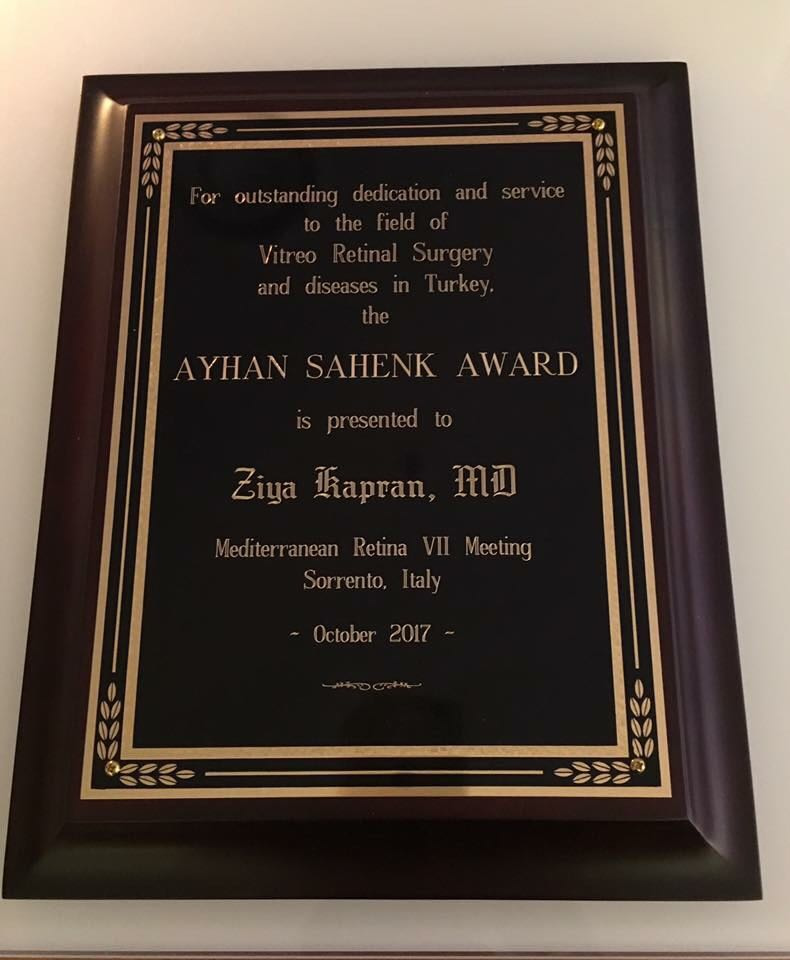 For outstanding dedication and service
to the field of
Vitreo Retinal Surgery
and diseases in Turkey,
the
AYHAN SAHENK AWARD
is presented to
Ziya Kapran, MD
Mediterranean Retina VII Meeting
Sorrento, Italy
~ October 2017 ~